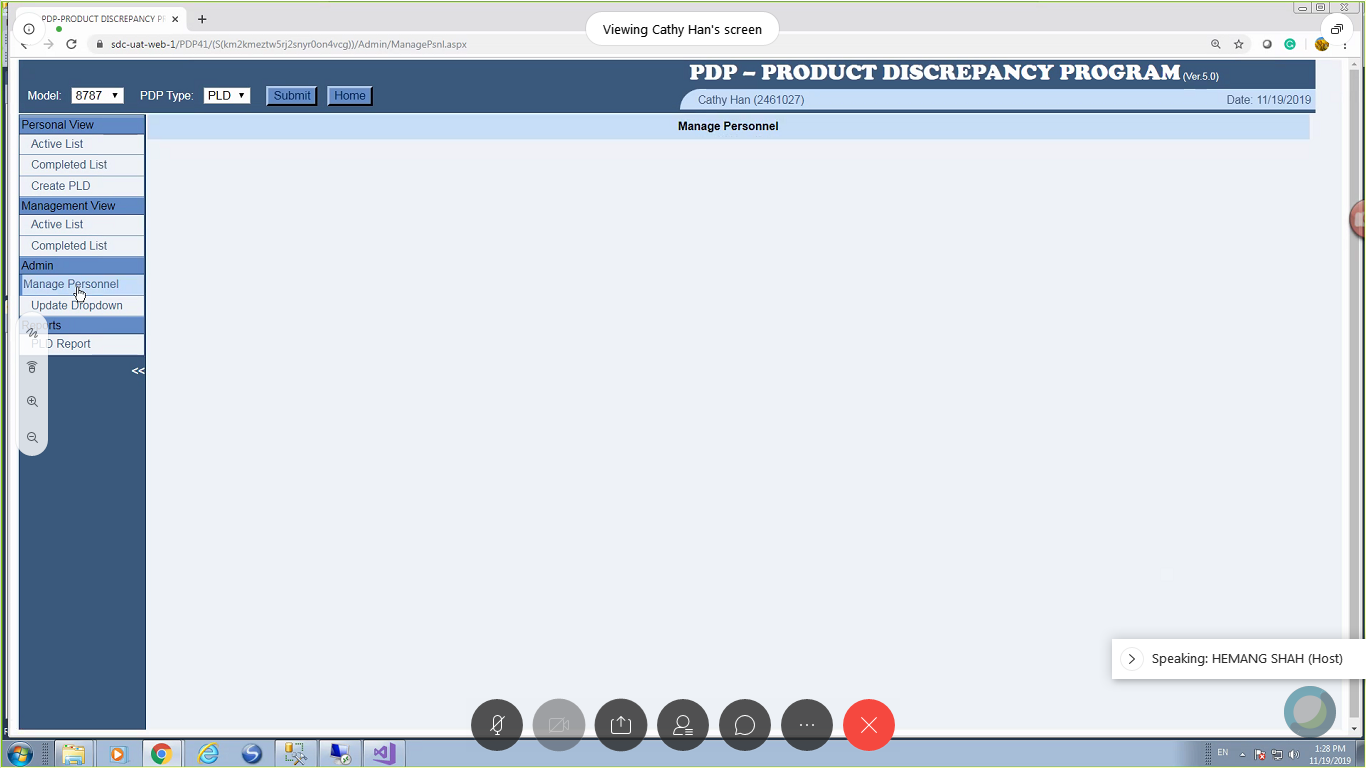 PDP-PRODUCT DISCREPANCY P
Viewing Cathy Han's screen
sdc-uat-web-1/PDP41/(S(km2kmeztw5rj2snyr0on4vcg))/Admin/ManagePsnl.aspx
PDP – PRODUCT DISCREPANCY PROGRAM (Ver.5.0)
Model: 8787 PDP Type: PLD Submit Home
Cathy Han (2461027) Date: 11/19/2019
Manage Personnel
Personal View
Active List
Completed List
Create PLD
Management View
Active List
Completed List
Admin
Manage Personnel
Update Dropdown
Reports
PLD Report
<<
Speaking: HEMANG SHAH (Host)
EN
1:28 PM
11/19/2019